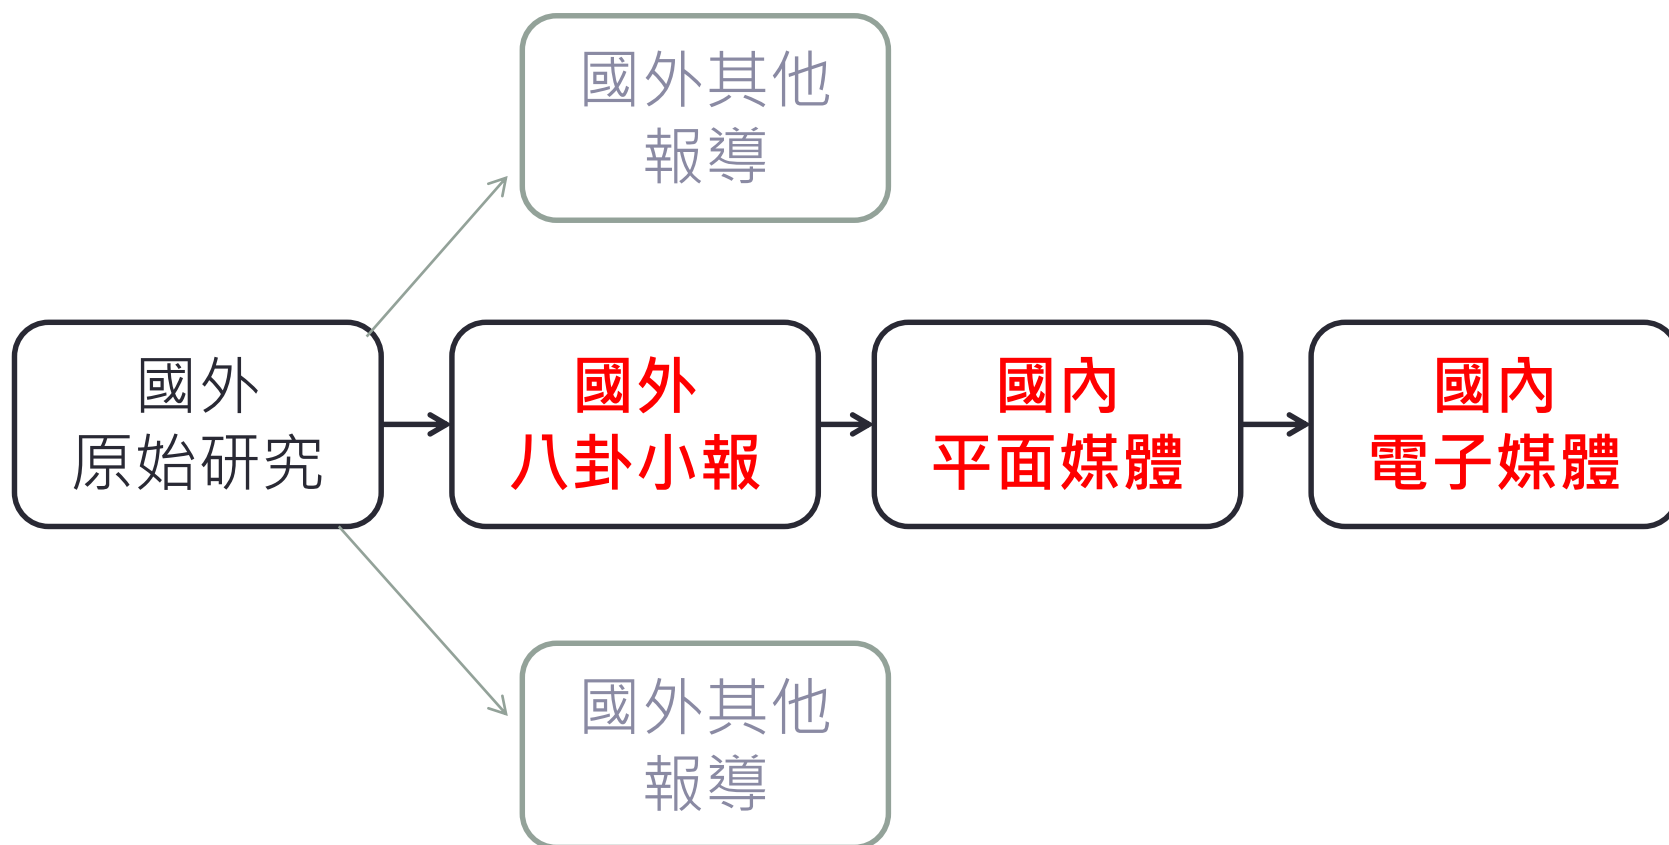 國外其他
報導
國外
原始研究
國外
八卦小報
國內
平面媒體
國內
電子媒體
國外其他
報導